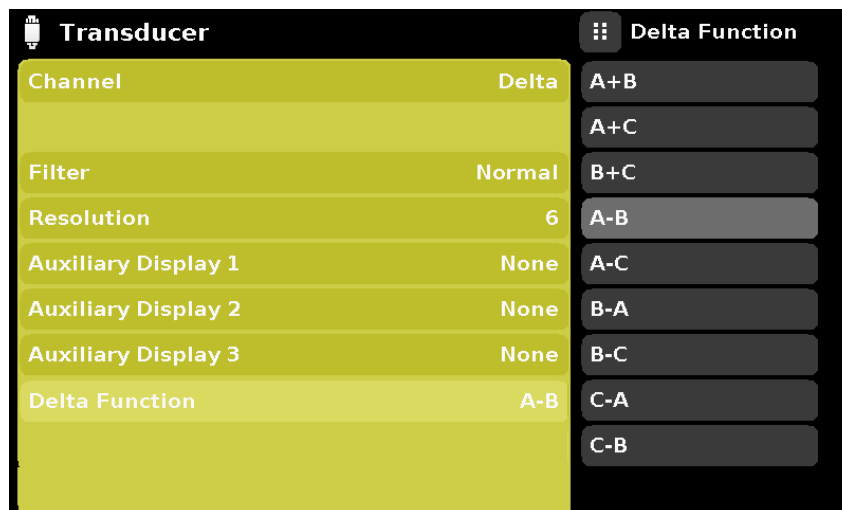 Transducer
Channel Delta
Filter Normal
Resolution 6
Auxiliary Display 1 None
Auxiliary Display 2 None
Auxiliary Display 3 None
Delta Function A-B
Delta Function
A+B
A+C
B+C
A-B
A-C
B-A
B-C
C-A
C-B